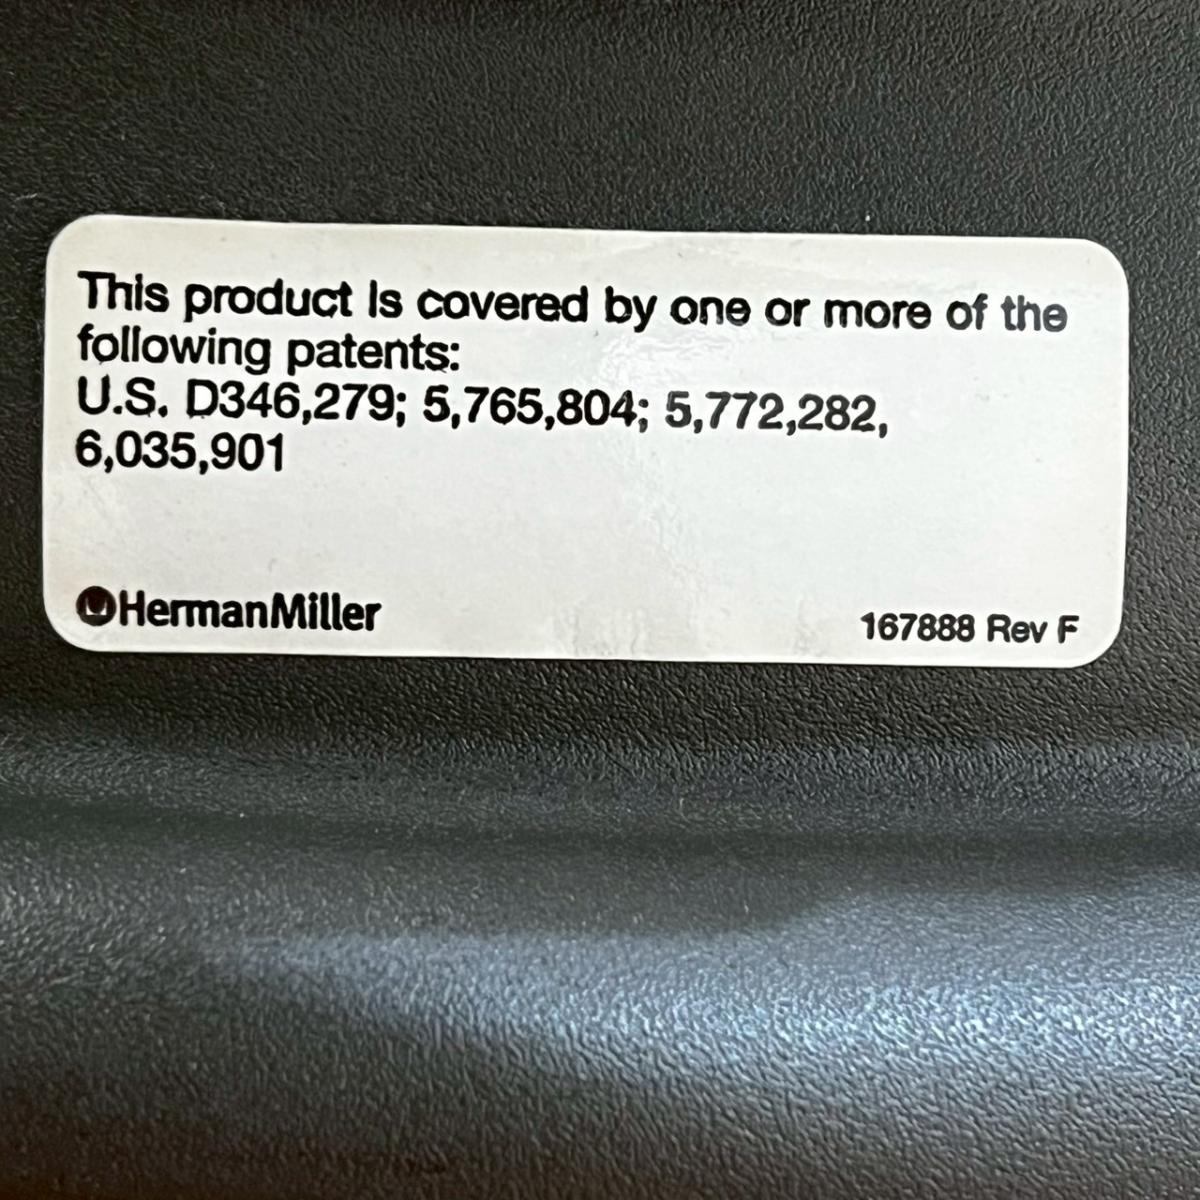 This product is covered by one or more of the
following patents:
U.S. D346,279; 5,765,804; 5,772,282,
6,035,901
HermanMiller
167888 Rev F